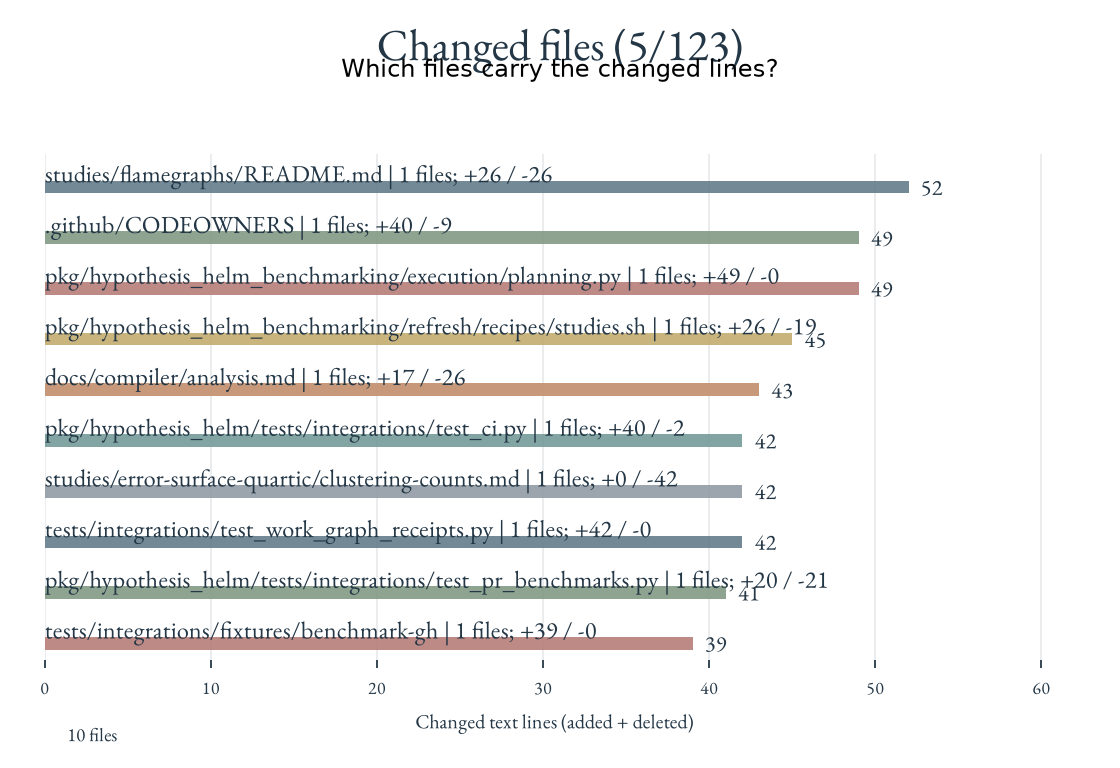 Changed files (5/123)
Which files carry the changed lines?
studies/flamegraphs/README.md | 1 files; +26 / -26
52
.github/CODEOWNERS | 1 files; +40 / -9
49
pkg/hypothesis_helm_benchmarking/execution/planning.py | 1 files; +49 / -0
49
pkg/hypothesis_helm_benchmarking/refresh/recipes/studies.sh | 1 files; +26 / -19
45
docs/compiler/analysis.md | 1 files; +17 / -26
43
pkg/hypothesis_helm/tests/integrations/test_ci.py | 1 files; +40 / -2
42
studies/error-surface-quartic/clustering-counts.md | 1 files; +0 / -42
42
tests/integrations/test_work_graph_receipts.py | 1 files; +42 / -0
42
pkg/hypothesis_helm/tests/integrations/test_pr_benchmarks.py | 1 files; +20 / -21
41
tests/integrations/fixtures/benchmark-gh | 1 files; +39 / -0
39
0 10 20 30 40 50 60
Changed text lines (added + deleted)
10 files